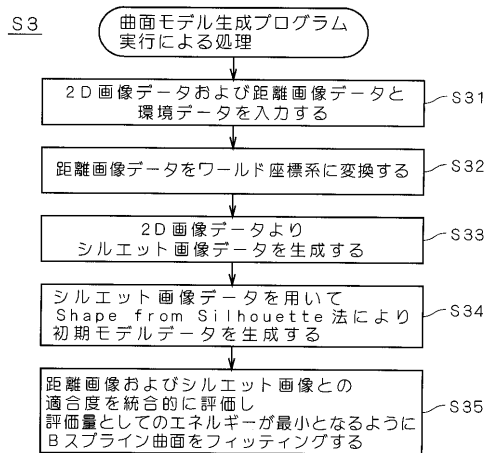 S3
曲面モデル生成プログラム
実行による処理
2D画像データおよび距離画像データと
環境データを入力する
S31
距離画像データをワールド座標系に変換する
S32
2D画像データより
シルエット画像データを生成する
S33
シルエット画像データを用いて
Shape from Silhouette法により
初期モデルデータを生成する
S34
距離画像およびシルエット画像との
適合度を統合的に評価し
評価量としてのエネルギーが最小となるように
Bスプライン曲面をフィッティングする
S35